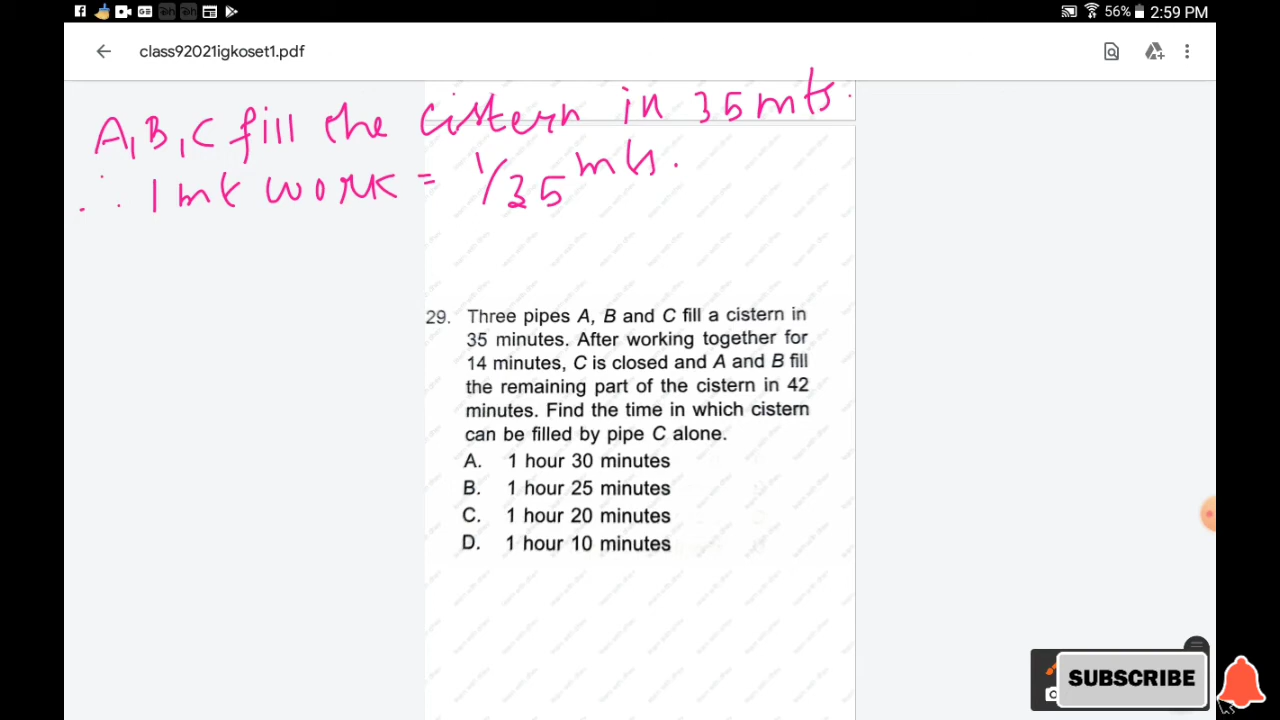 56% 2:59 PM
class92021igkoset1.pdf
A, B, C fill the cistern in 35 mts.
∴ 1 mt work = 1/35 mts.
29. Three pipes A, B and C fill a cistern in
35 minutes. After working together for
14 minutes, C is closed and A and B fill
the remaining part of the cistern in 42
minutes. Find the time in which cistern
can be filled by pipe C alone.
A. 1 hour 30 minutes
B. 1 hour 25 minutes
C. 1 hour 20 minutes
D. 1 hour 10 minutes
SUBSCRIBE